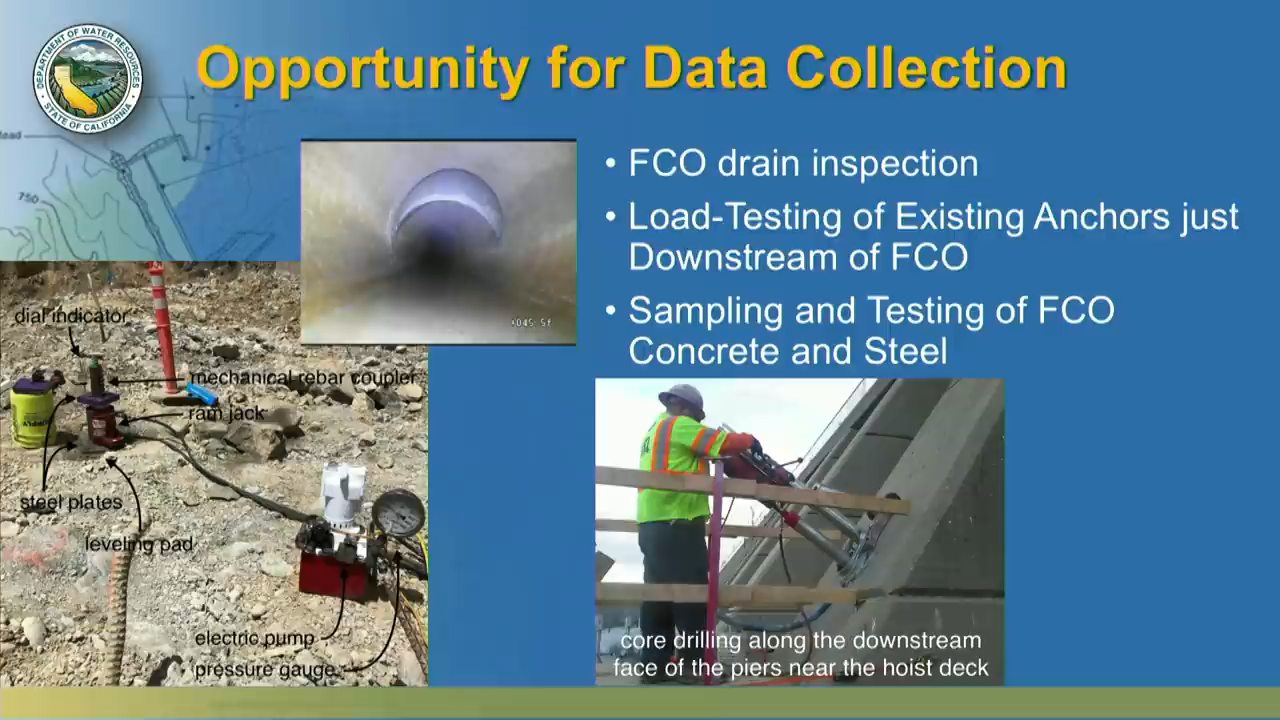 DEPARTMENT OF WATER RESOURCES
STATE OF CALIFORNIA
Opportunity for Data Collection
750
• FCO drain inspection
• Load-Testing of Existing Anchors just
Downstream of FCO
• Sampling and Testing of FCO
Concrete and Steel
dial indicator
mechanical rebar coupler
ram jack
steel plates
leveling pad
electric pump
pressure gauge
core drilling along the downstream
face of the piers near the hoist deck